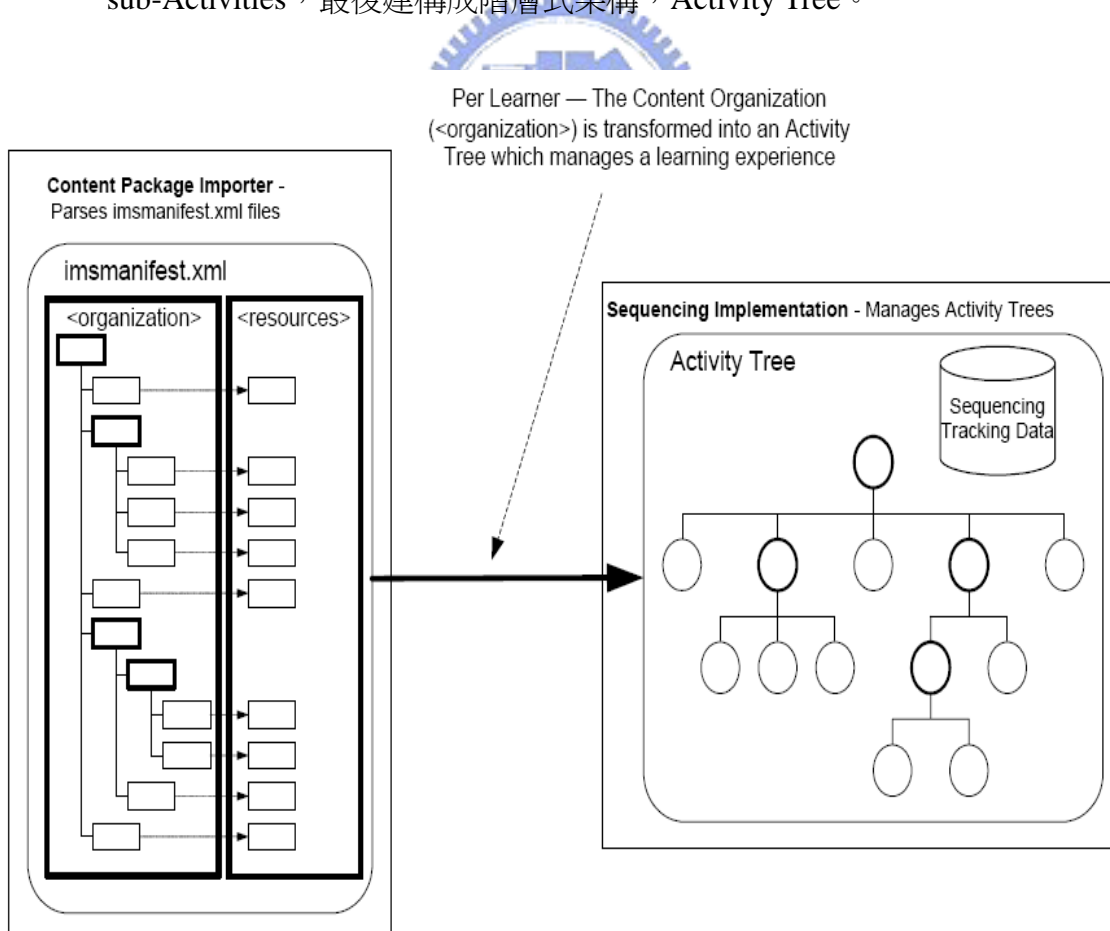 sub-Activities，最後建構成階層式架構，Activity Tree。
Per Learner — The Content Organization
(<organization>) is transformed into an Activity
Tree which manages a learning experience
Content Package Importer -
Parses imsmanifest.xml files
imsmanifest.xml
<organization>
<resources>
Sequencing Implementation - Manages Activity Trees
Activity Tree
Sequencing
Tracking Data